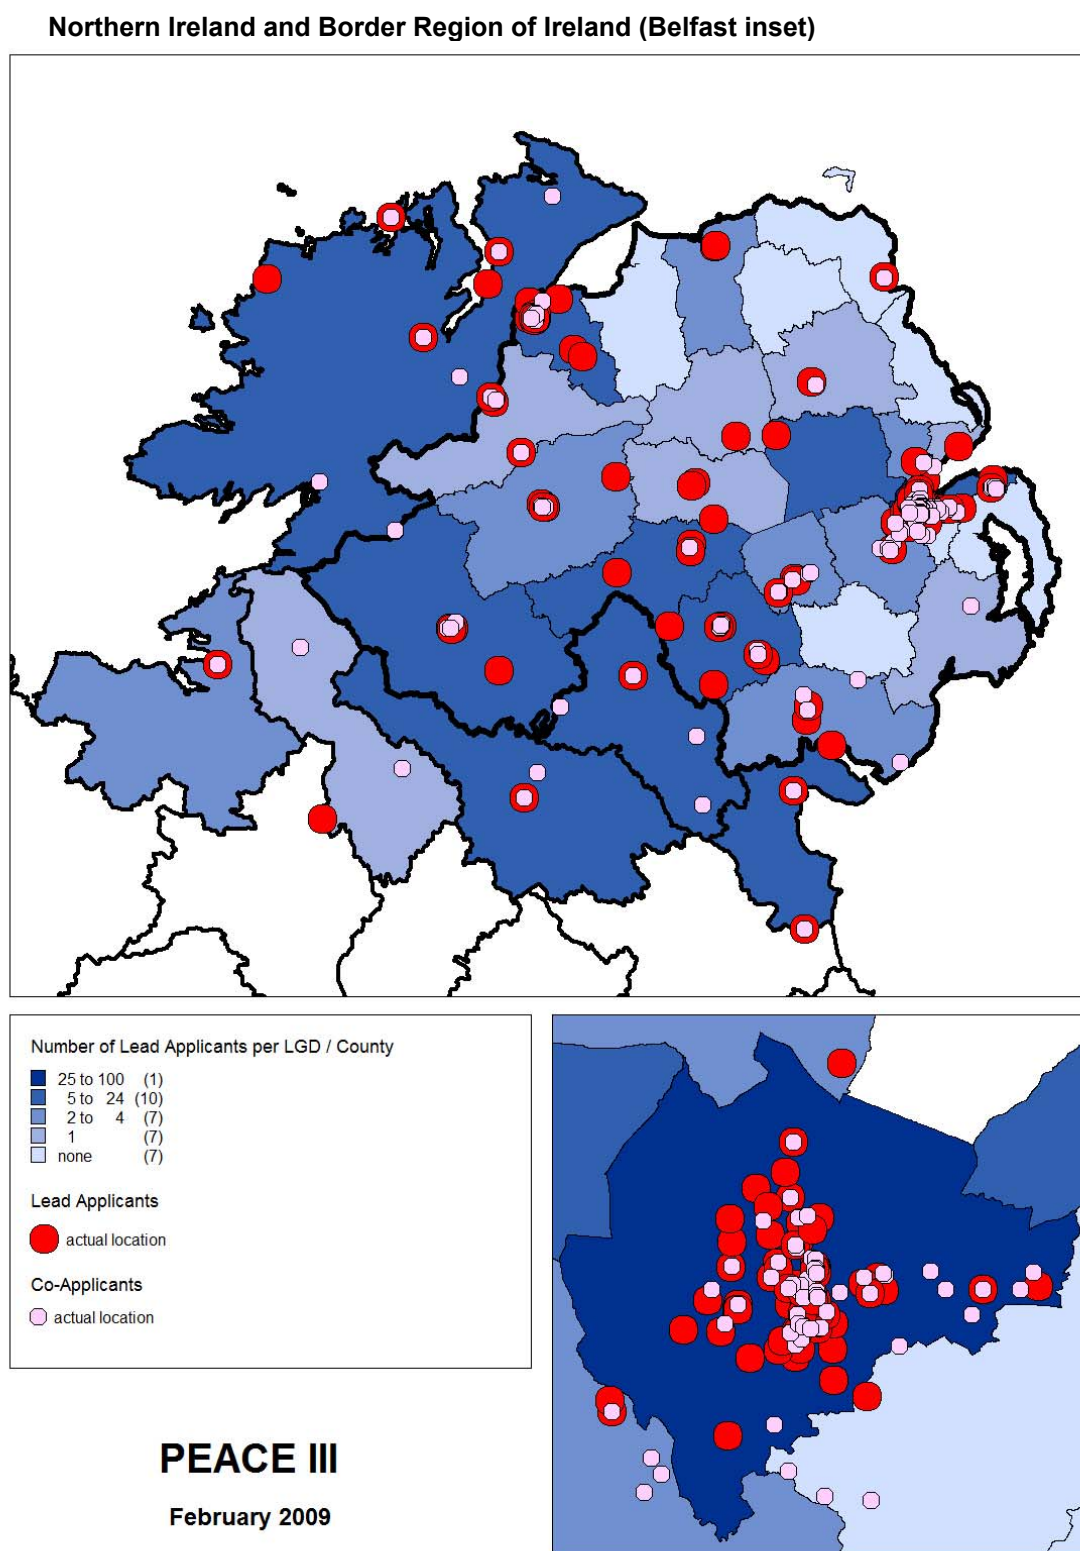 Northern Ireland and Border Region of Ireland (Belfast inset)
Number of Lead Applicants per LGD / County
25 to 100 (1)
5 to 24 (10)
2 to 4 (7)
1 (7)
none (7)
Lead Applicants
actual location
Co-Applicants
actual location
PEACE III
February 2009